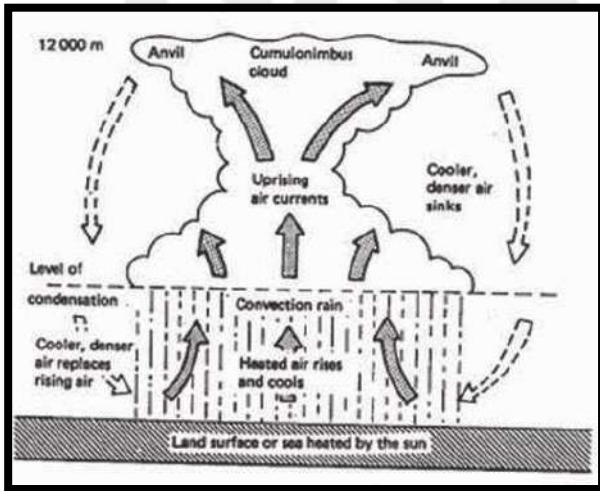 12 000 m
Anvil
Cumulonimbus
cloud
Anvil
Uprising
air currents
Cooler,
denser air
sinks
Level of
condensation
Convection rain
Cooler, denser
air replaces
rising air
Heated air rises
and cools
Land surface or sea heated by the sun